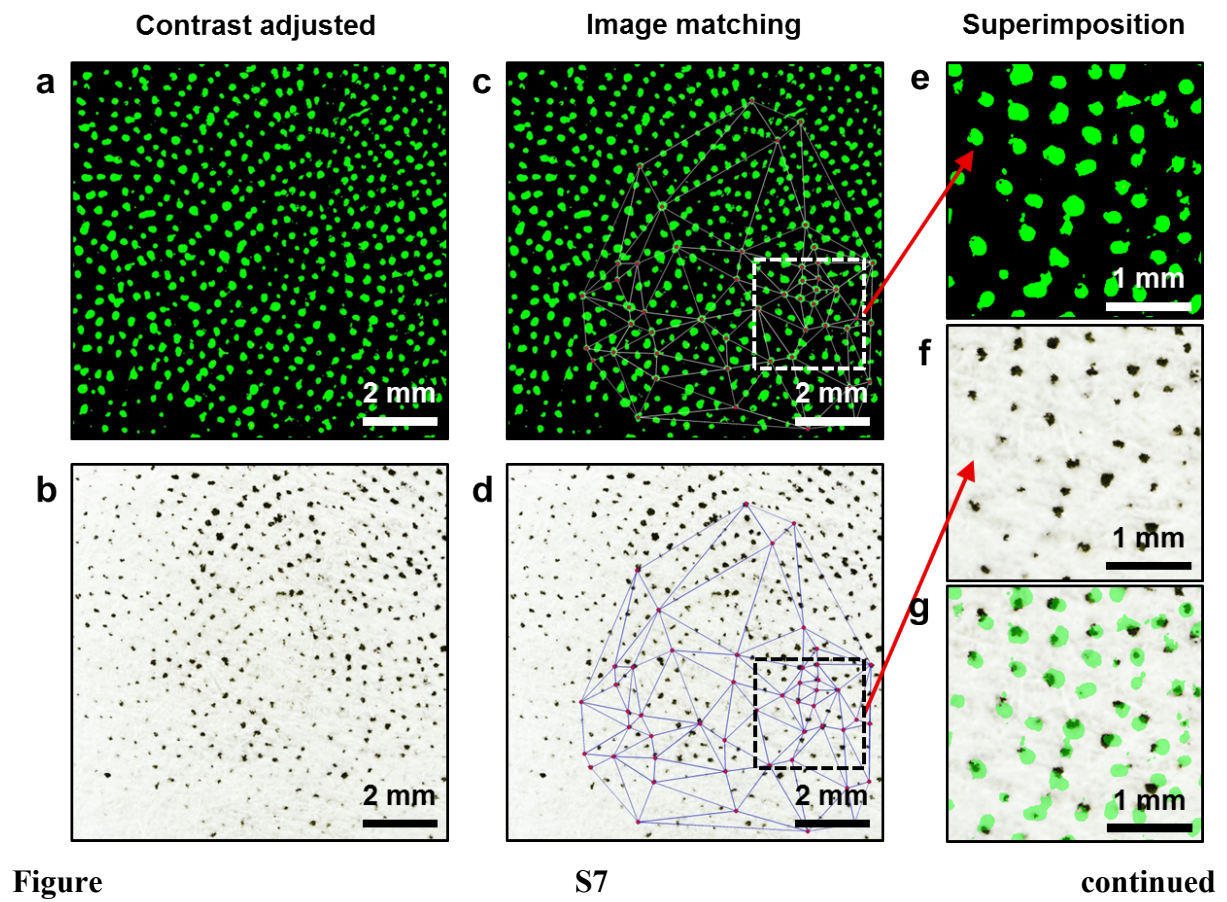 Contrast adjusted
Image matching
Superimposition
a
2 mm
c
2 mm
e
1 mm
b
2 mm
d
2 mm
f
1 mm
g
1 mm
Figure S7 continued